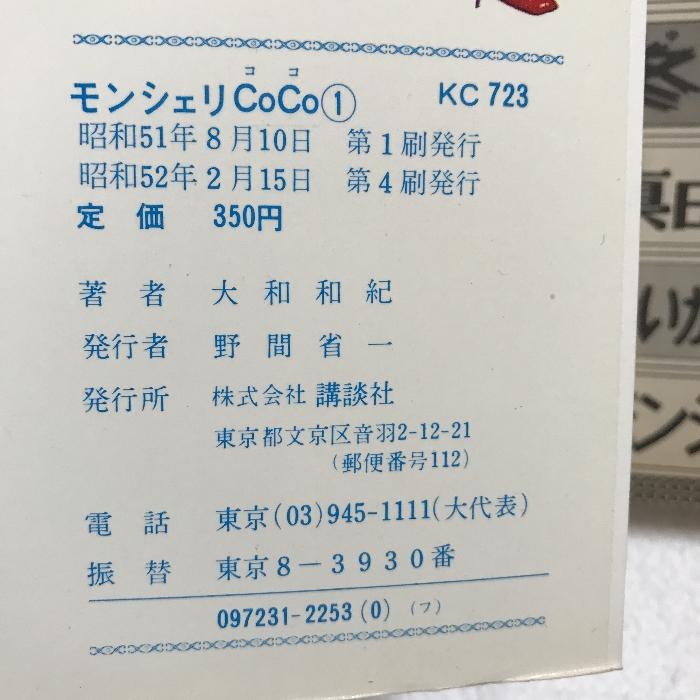 モンシェリCoCo① KC 723
ココ
昭和51年8月10日 第1刷発行
昭和52年2月15日 第4刷発行
定価 350円
著者 大和和紀
発行者 野間省一
発行所 株式会社 講談社
東京都文京区音羽2-12-21
(郵便番号112)
電話 東京(03)945-1111(大代表)
振替 東京8-3930番
097231-2253(0) (フ)
いか